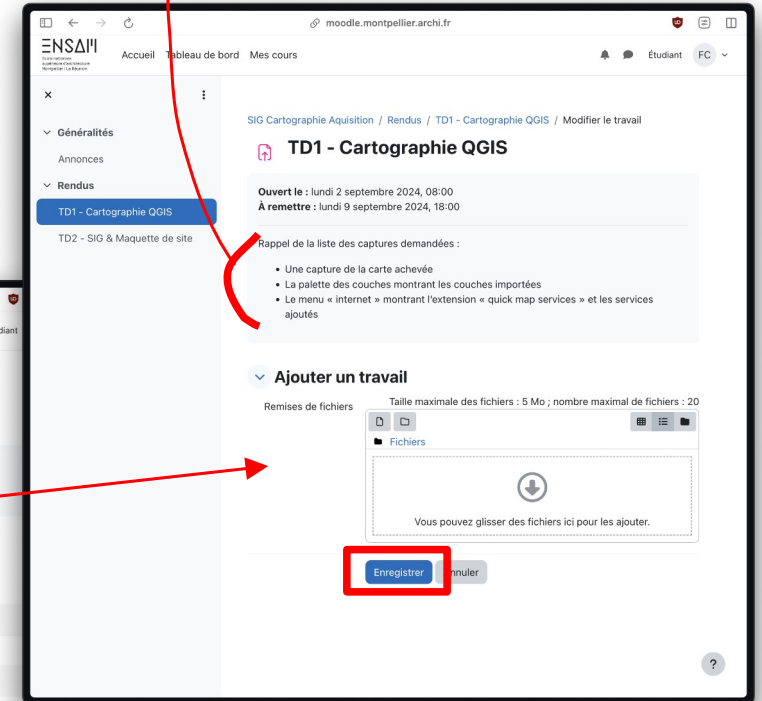 moodle.montpellier.archi.fr
ENSAM
Accueil Tableau de bord Mes cours
Étudiant FC
Généralités
Annonces
Rendus
TD1 - Cartographie QGIS
TD2 - SIG & Maquette de site
SIG Cartographie Aquisition / Rendus / TD1 - Cartographie QGIS / Modifier le travail
TD1 - Cartographie QGIS
Ouvert le : lundi 2 septembre 2024, 08:00
À remettre : lundi 9 septembre 2024, 18:00
Rappel de la liste des captures demandées :
• Une capture de la carte achevée
• La palette des couches montrant les couches importées
• Le menu « internet » montrant l'extension « quick map services » et les services
ajoutés
Ajouter un travail
Remises de fichiers
Taille maximale des fichiers : 5 Mo ; nombre maximal de fichiers : 20
Fichiers
Vous pouvez glisser des fichiers ici pour les ajouter.
Enregistrer
nnuler
?
diant